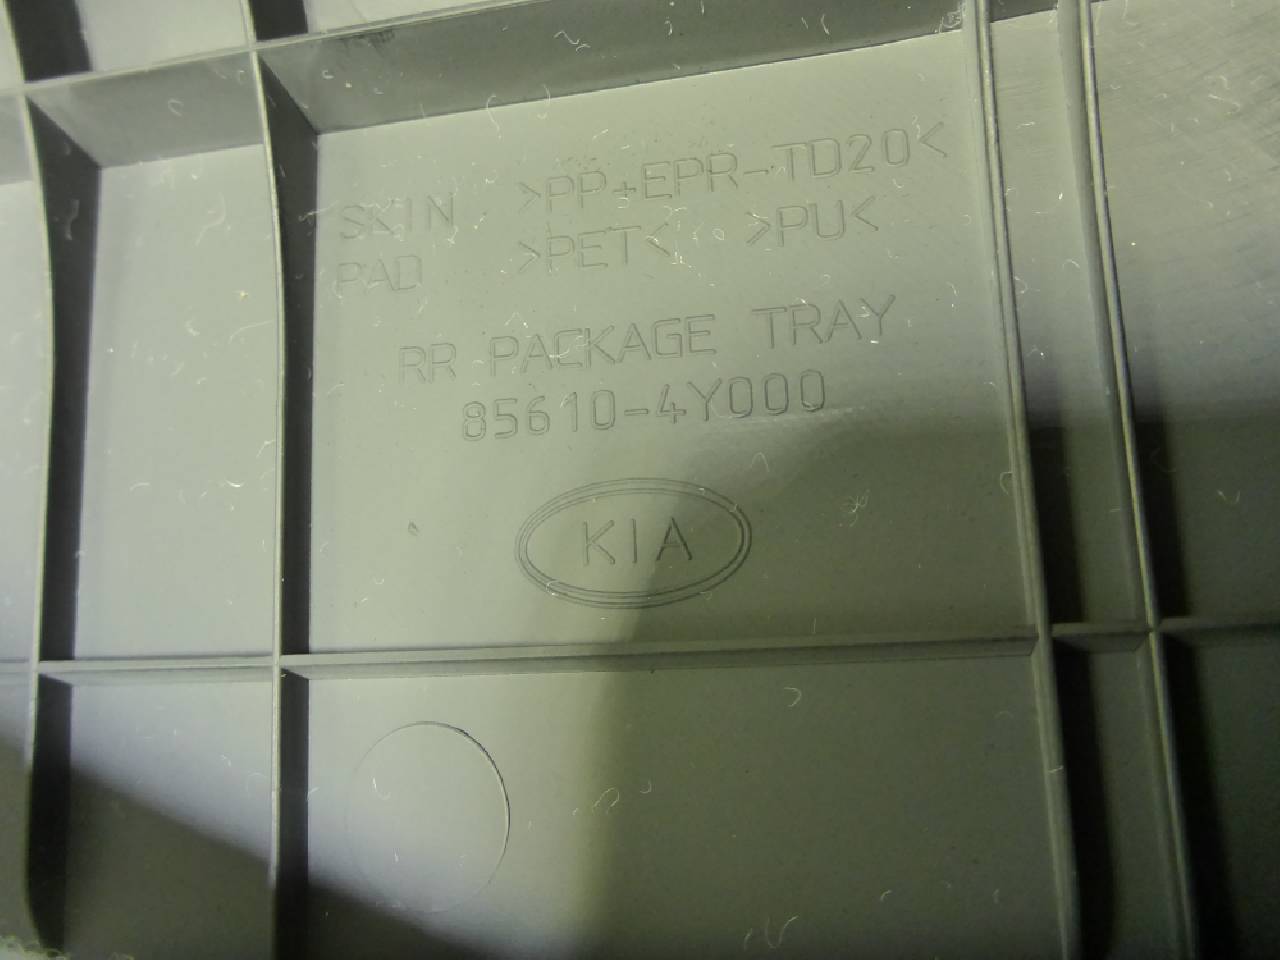 SKIN >PP+EPR-TD20<
PAD >PET< >PU<
RR PACKAGE TRAY
85610-4Y000
KIA